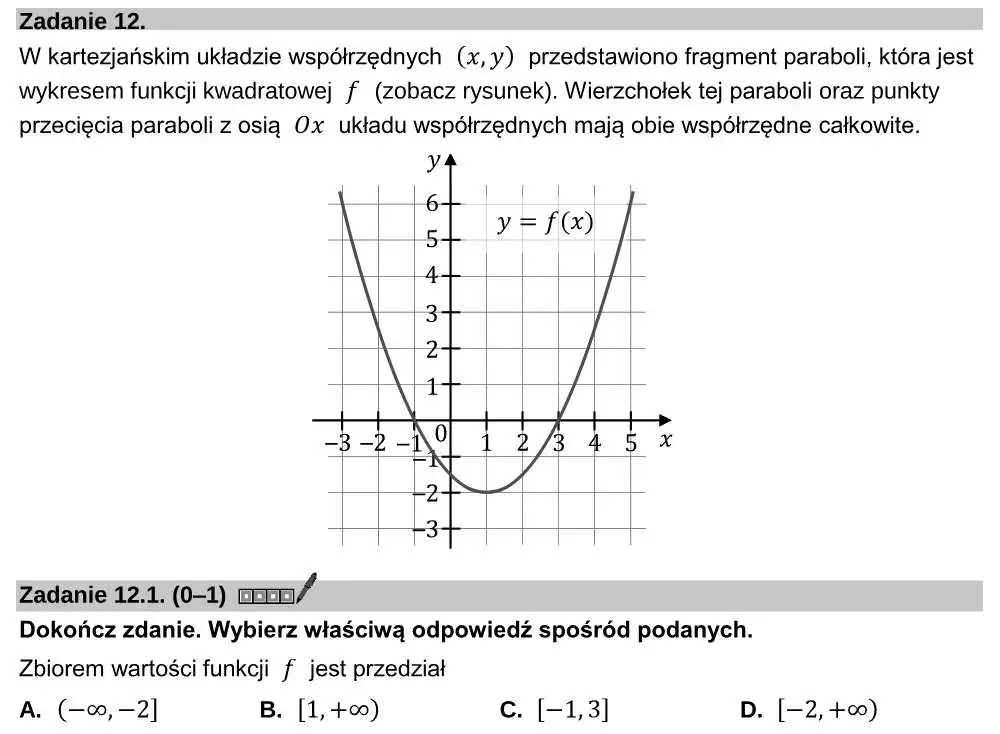 Zadanie 12.
W kartezjańskim układzie współrzędnych (x, y) przedstawiono fragment paraboli, która jest
wykresem funkcji kwadratowej f (zobacz rysunek). Wierzchołek tej paraboli oraz punkty
przecięcia paraboli z osią Ox układu współrzędnych mają obie współrzędne całkowite.
y
6
y = f(x)
5
4
3
2
1
0
−3 −2 −1 1 2 3 4 5 x
−1
−2
−3
Zadanie 12.1. (0–1)
Dokończ zdanie. Wybierz właściwą odpowiedź spośród podanych.
Zbiorem wartości funkcji f jest przedział
A. (−∞, −2] B. [1, +∞) C. [−1, 3] D. [−2, +∞)